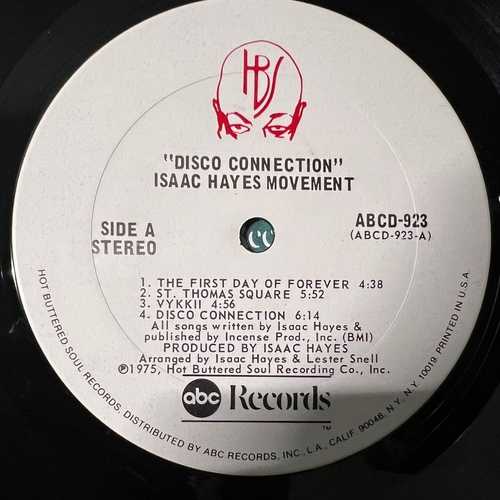 HBS
"DISCO CONNECTION"
ISAAC HAYES MOVEMENT
SIDE A
STEREO
ABCD-923
(ABCD-923-A)
1. THE FIRST DAY OF FOREVER 4:38
2. ST. THOMAS SQUARE 5:52
3. VYKKII 4:56
4. DISCO CONNECTION 6:14
All songs written by Isaac Hayes &
published by Incense Prod., Inc. (BMI)
PRODUCED BY ISAAC HAYES
Arranged by Isaac Hayes & Lester Snell
℗1975, Hot Buttered Soul Recording Co., Inc.
abc Records
™
HOT BUTTERED SOUL RECORDS, DISTRIBUTED BY ABC RECORDS, INC., L.A., CALIF. 90048, N.Y., N.Y. 10019 PRINTED IN U.S.A.